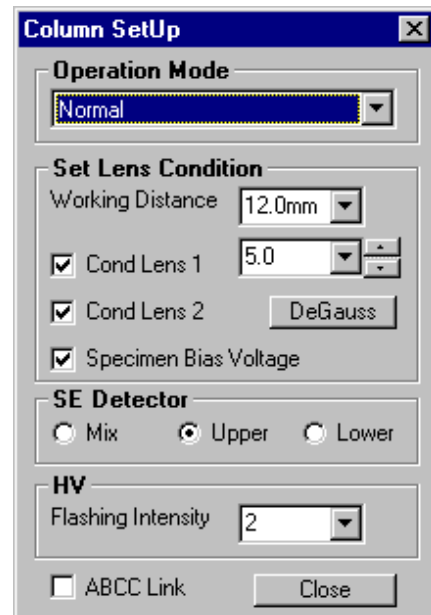 Column SetUp
Operation Mode
Normal
Set Lens Condition
Working Distance 12.0mm
Cond Lens 1 5.0
Cond Lens 2 DeGauss
Specimen Bias Voltage
SE Detector
Mix Upper Lower
HV
Flashing Intensity 2
ABCC Link Close